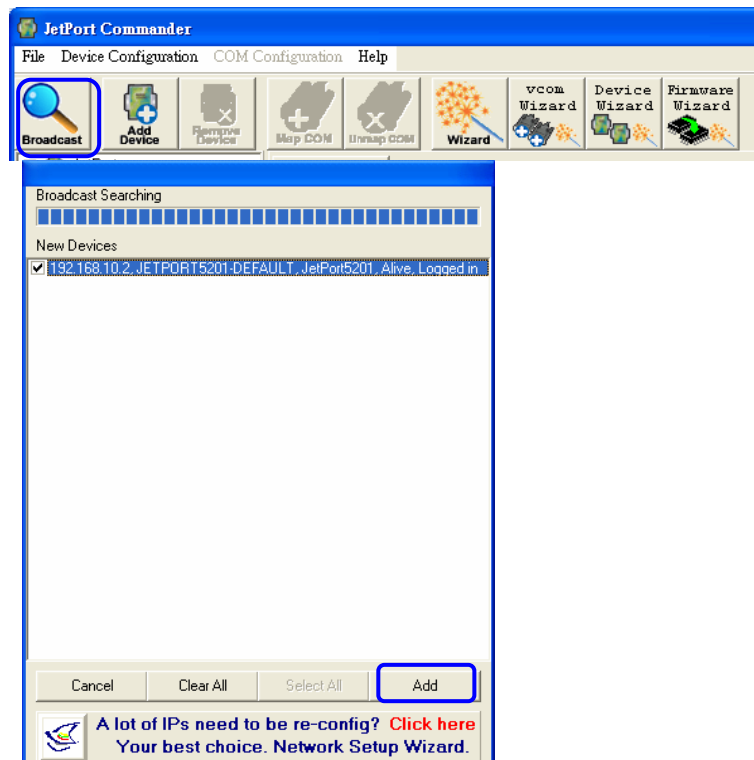 JetPort Commander
File Device Configuration COM Configuration Help
Broadcast
Add Device
Remove Device
Map COM
Unmap COM
Wizard
vcom Wizard
Device Wizard
Firmware Wizard
Broadcast Searching
New Devices
192.168.10.2, JETPORT5201-DEFAULT, JetPort5201, Alive, Logged in
Cancel Clear All Select All Add
A lot of IPs need to be re-config? Click here
Your best choice. Network Setup Wizard.